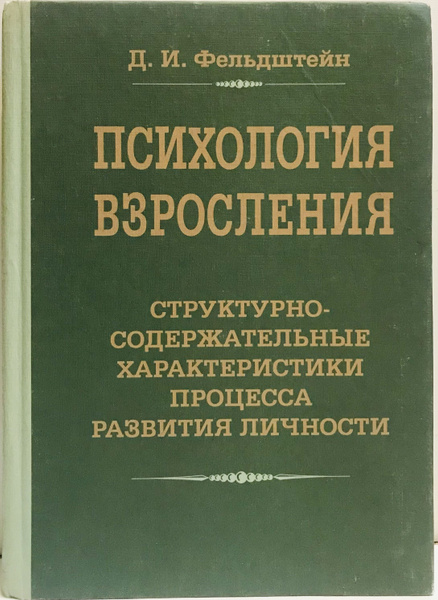 Д. И. Фельдштейн
ПСИХОЛОГИЯ
ВЗРОСЛЕНИЯ
СТРУКТУРНО-
СОДЕРЖАТЕЛЬНЫЕ
ХАРАКТЕРИСТИКИ
ПРОЦЕССА
РАЗВИТИЯ ЛИЧНОСТИ